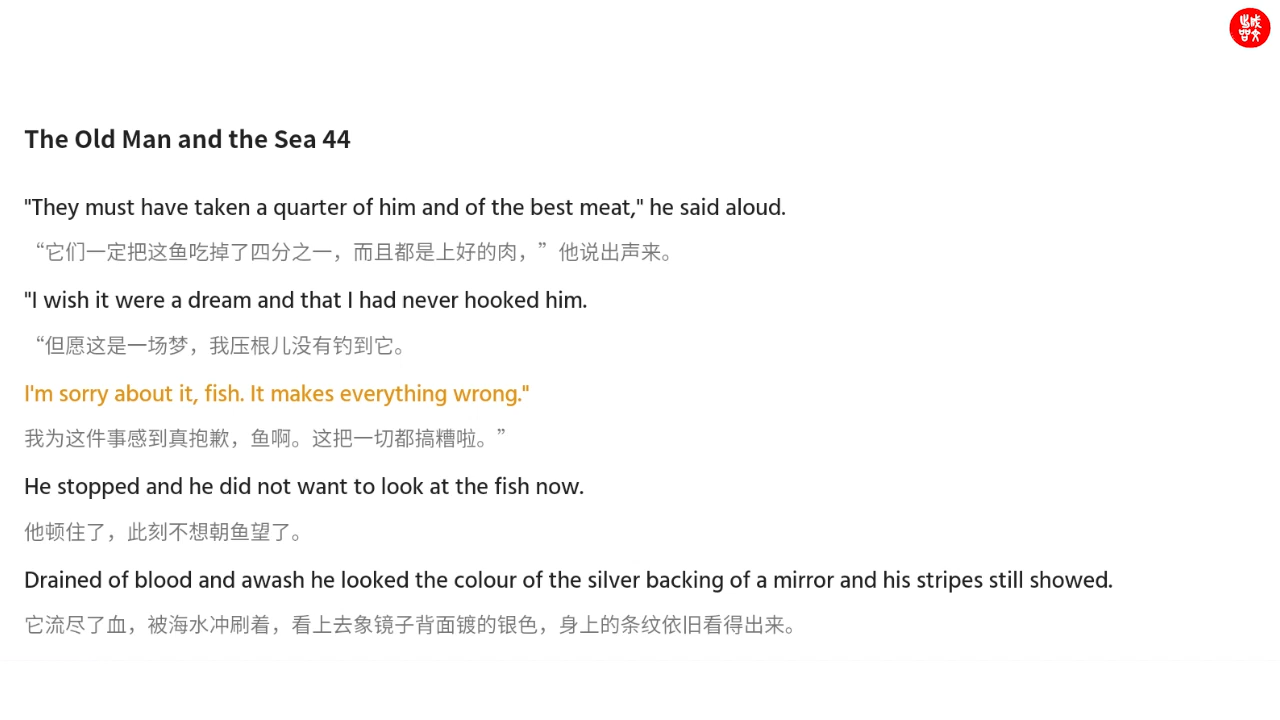 The Old Man and the Sea 44
"They must have taken a quarter of him and of the best meat," he said aloud.
“它们一定把这鱼吃掉了四分之一，而且都是上好的肉，”他说出声来。
"I wish it were a dream and that I had never hooked him.
“但愿这是一场梦，我压根儿没有钓到它。
I'm sorry about it, fish. It makes everything wrong."
我为这件事感到真抱歉，鱼啊。这把一切都搞糟啦。”
He stopped and he did not want to look at the fish now.
他顿住了，此刻不想朝鱼望了。
Drained of blood and awash he looked the colour of the silver backing of a mirror and his stripes still showed.
它流尽了血，被海水冲刷着，看上去象镜子背面镀的银色，身上的条纹依旧看得出来。